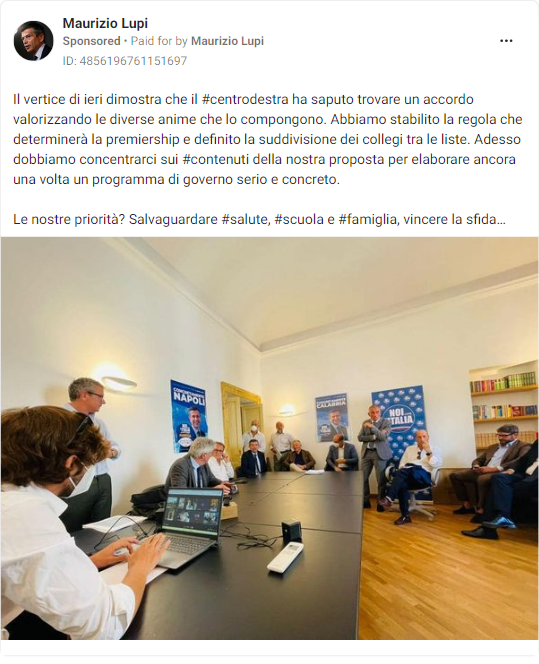 Maurizio Lupi
Sponsored • Paid for by Maurizio Lupi
ID: 4856196761151697
Il vertice di ieri dimostra che il #centrodestra ha saputo trovare un accordo
valorizzando le diverse anime che lo compongono. Abbiamo stabilito la regola che
determinerà la premiership e definito la suddivisione dei collegi tra le liste. Adesso
dobbiamo concentrarci sui #contenuti della nostra proposta per elaborare ancora
una volta un programma di governo serio e concreto.
Le nostre priorità? Salvaguardare #salute, #scuola e #famiglia, vincere la sfida...
NAPOLI
NOI
CALABRIA
NOI
ITALIA